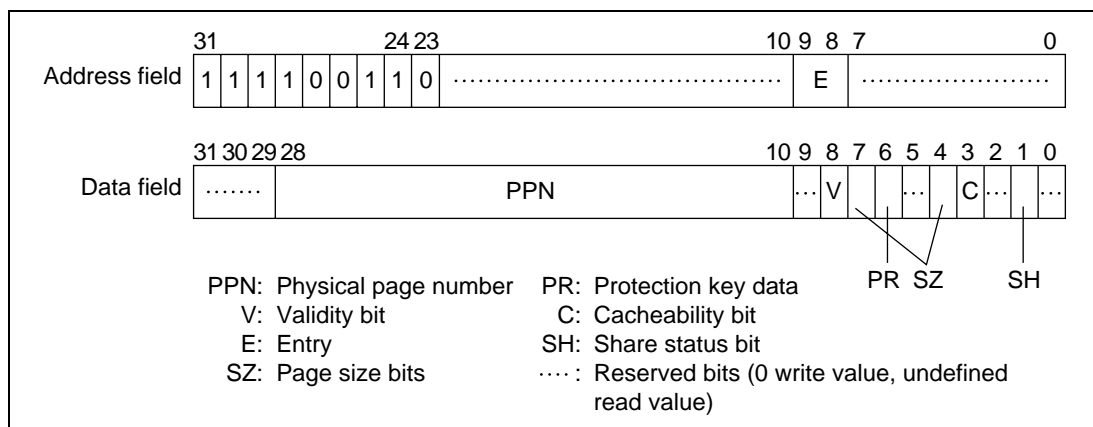 31 24 23 10 9 8 7 0
Address field 1 1 1 1 0 0 1 1 0 ........................................ E ........................
31 30 29 28 10 9 8 7 6 5 4 3 2 1 0
Data field ....... PPN ... V ... C ... ...
PR SZ SH
PPN: Physical page number PR: Protection key data
V: Validity bit C: Cacheability bit
E: Entry SH: Share status bit
SZ: Page size bits ····: Reserved bits (0 write value, undefined
read value)